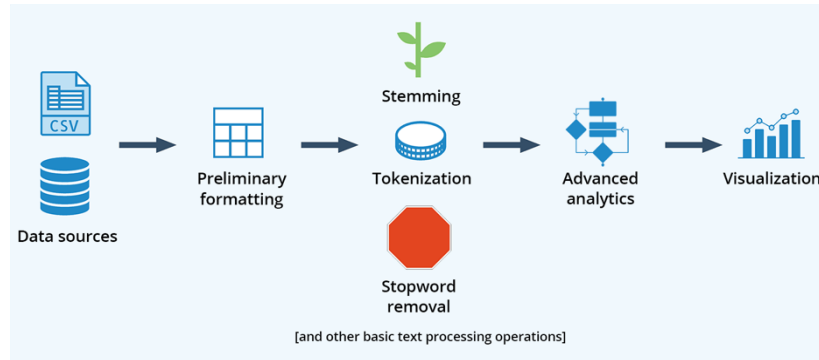 CSV
Data sources
Preliminary
formatting
Stemming
Tokenization
Stopword
removal
[and other basic text processing operations]
Advanced
analytics
Visualization